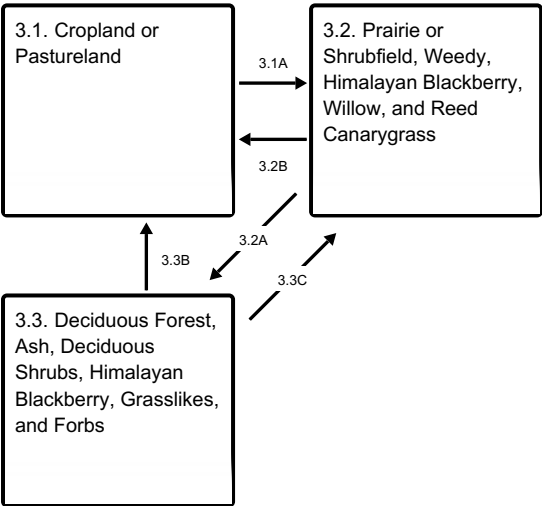 3.1. Cropland or
Pastureland
3.1A
3.2. Prairie or
Shrubfield, Weedy,
Himalayan Blackberry,
Willow, and Reed
Canarygrass
3.2B
3.2A
3.3B
3.3C
3.3. Deciduous Forest,
Ash, Deciduous
Shrubs, Himalayan
Blackberry, Grasslikes,
and Forbs